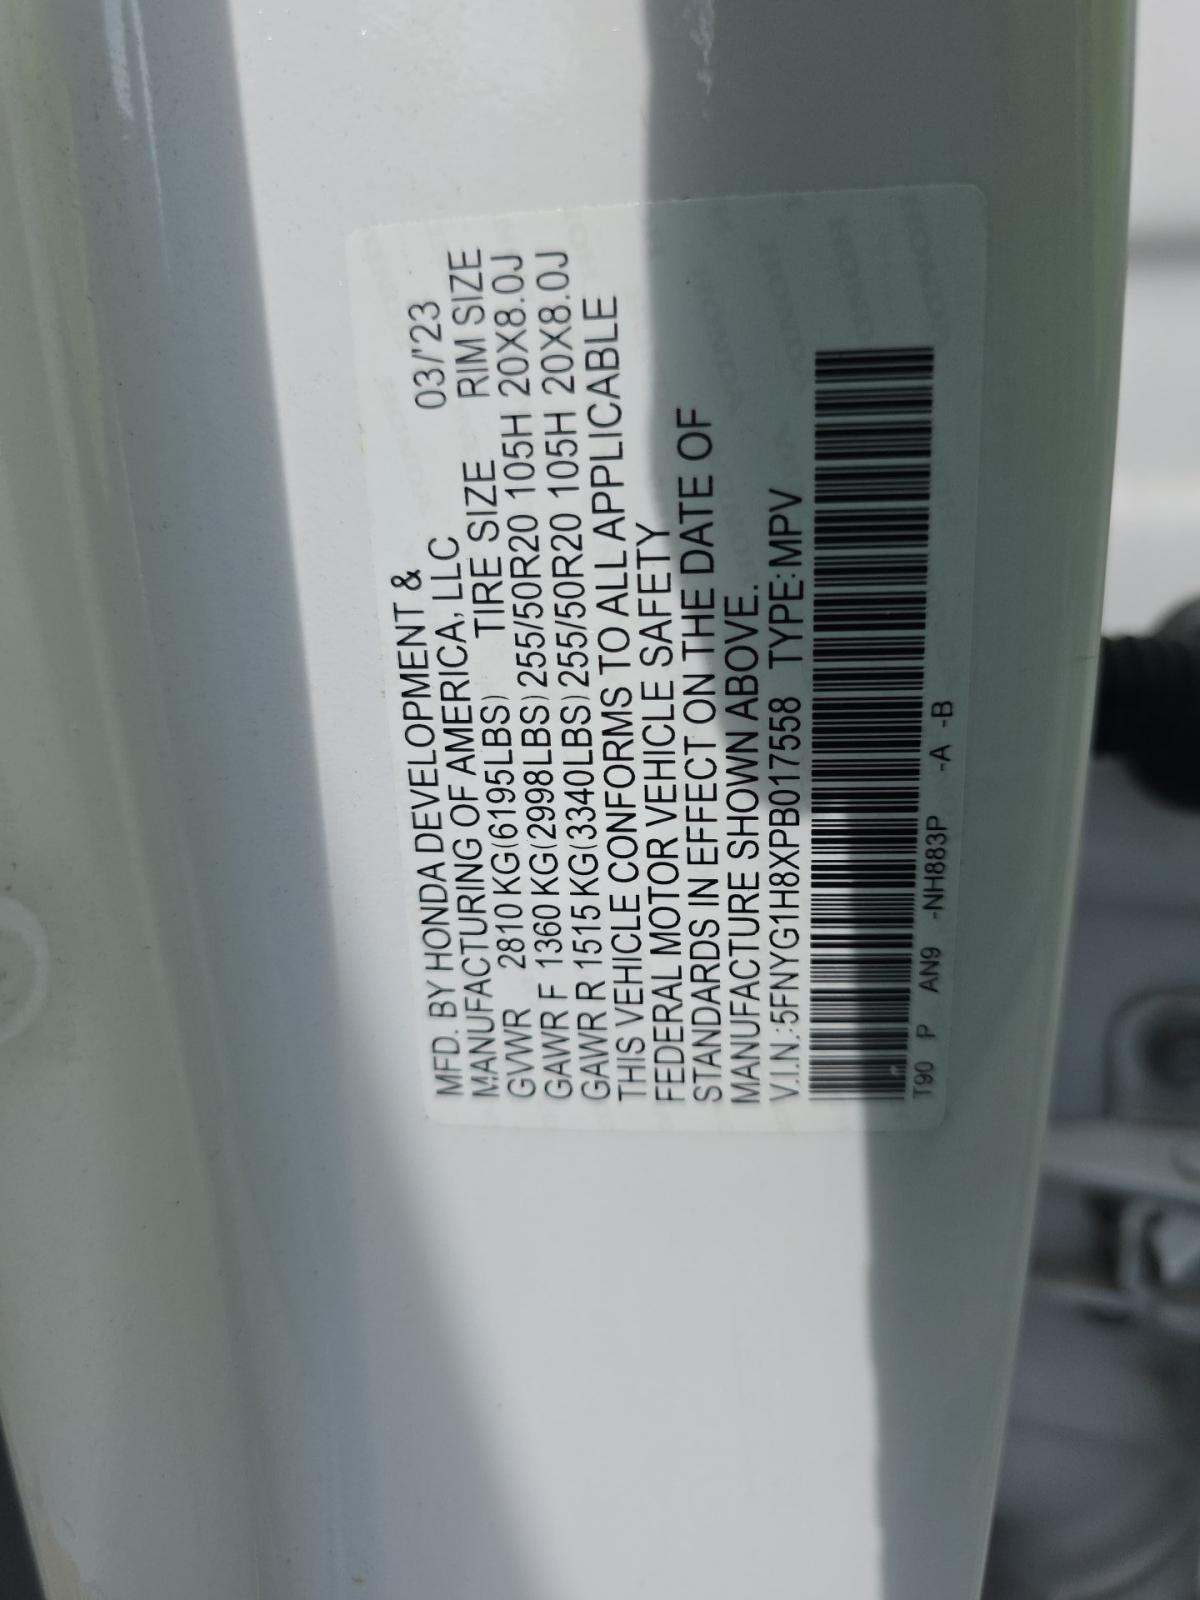 MFD. BY HONDA DEVELOPMENT &
MANUFACTURING OF AMERICA, LLC 03/'23
GVWR 2810 KG(6195LBS) TIRE SIZE RIM SIZE
GAWR F 1360 KG(2998LBS) 255/50R20 105H 20X8.0J
GAWR R 1515 KG(3340LBS) 255/50R20 105H 20X8.0J
THIS VEHICLE CONFORMS TO ALL APPLICABLE
FEDERAL MOTOR VEHICLE SAFETY
STANDARDS IN EFFECT ON THE DATE OF
MANUFACTURE SHOWN ABOVE.
V.I.N.:5FNYG1H8XPB017558 TYPE:MPV
T90 P AN9 -NH883P -A -B